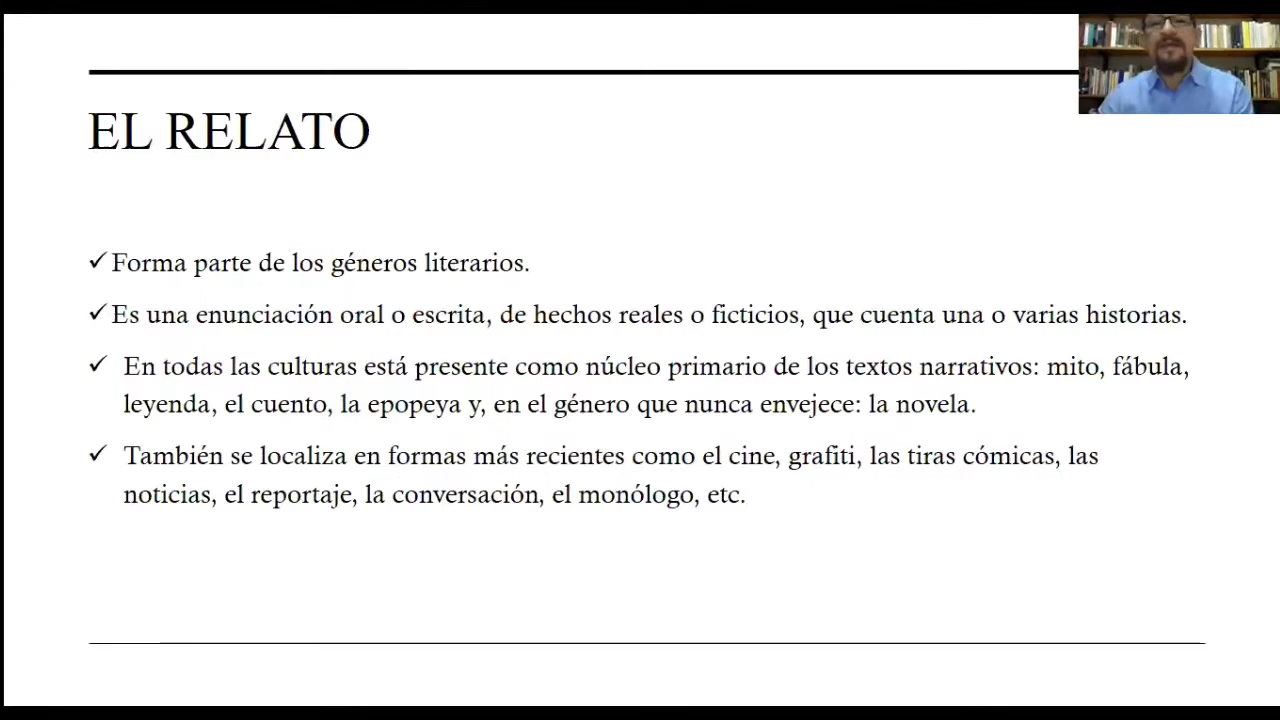 EL RELATO
✓Forma parte de los géneros literarios.
✓Es una enunciación oral o escrita, de hechos reales o ficticios, que cuenta una o varias historias.
✓ En todas las culturas está presente como núcleo primario de los textos narrativos: mito, fábula,
leyenda, el cuento, la epopeya y, en el género que nunca envejece: la novela.
✓ También se localiza en formas más recientes como el cine, grafiti, las tiras cómicas, las
noticias, el reportaje, la conversación, el monólogo, etc.